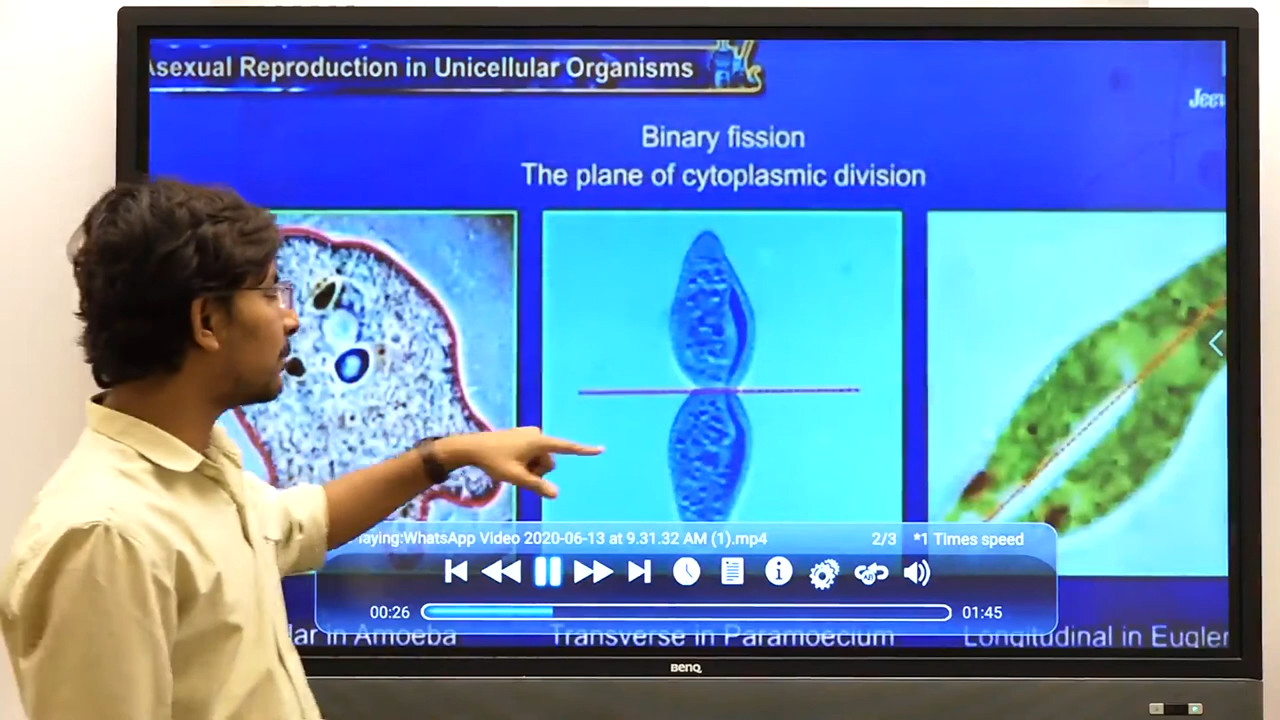 Asexual Reproduction in Unicellular Organisms
Jeev
Binary fission
The plane of cytoplasmic division
laying:WhatsApp Video 2020-06-13 at 9.31.32 AM (1).mp4 2/3 *1 Times speed
00:26 01:45
lar in Amoeba Transverse in Paramoecium Longitudinal in Eugler
BenQ